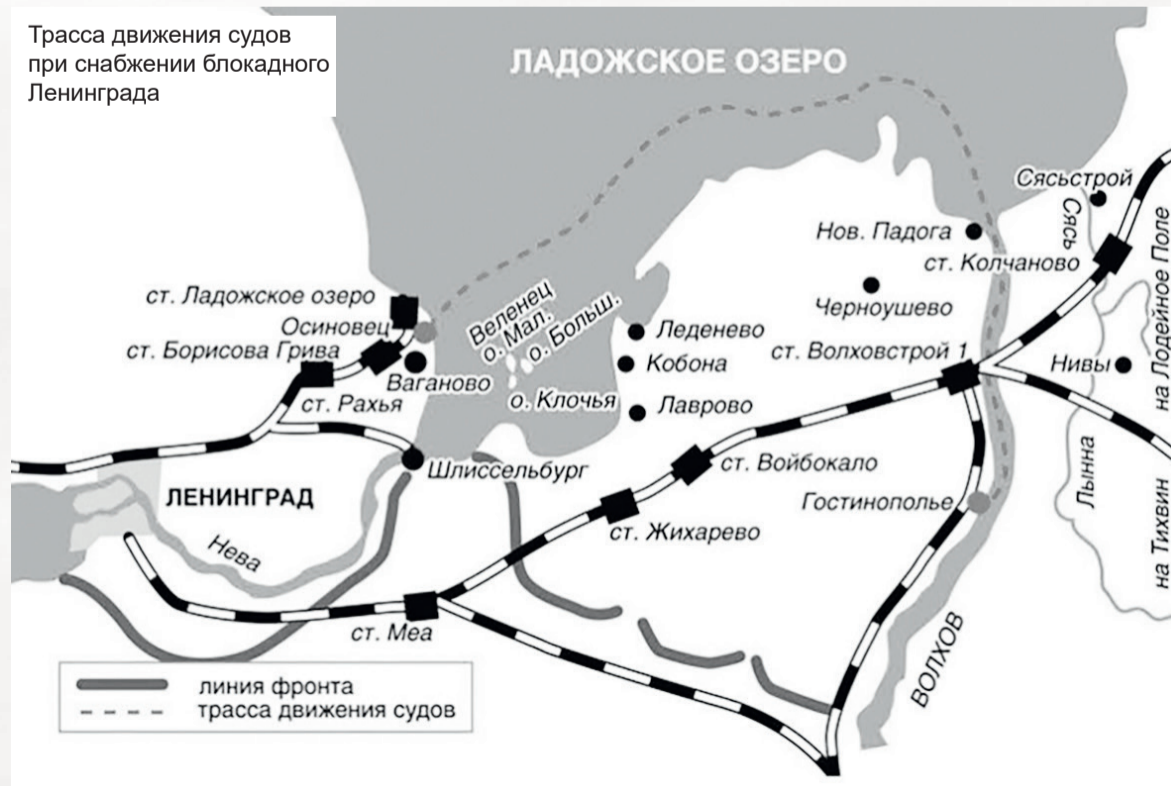 Трасса движения судов
при снабжении блокадного
Ленинграда
ЛАДОЖСКОЕ ОЗЕРО
Сясьстрой
Сясь
на Лодейное Поле
Нов. Падога
ст. Колчаново
Черноушево
ст. Ладожское озеро
Осиновец
ст. Борисова Грива
Ваганово
ст. Рахья
Веленец
о. Мал.
о. Больш.
о. Клочья
Леденево
Кобона
Лаврово
ст. Волховстрой 1
Нивы
Шлиссельбург
ст. Войбокало
Лынна
ЛЕНИНГРАД
Гостинополье
ст. Жихарево
на Тихвин
Нева
ст. Меа
ВОЛХОВ
линия фронта
трасса движения судов